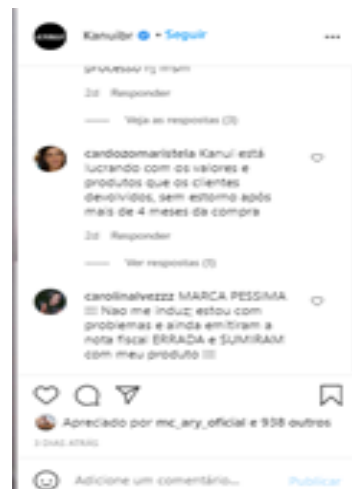 Kanuibr • Seguir
processo
2d Responder
Veja as respostas (3)
cardozomaristela Kanui está
lucrando com os valores e
produtos que os clientes
devolvidos, sem estorno após
mais de 4 meses da compra
2d Responder
Ver respostas (1)
carolinalvezzz MARCA PESSIMA
!!! Nao me induz; estou com
problemas e ainda emitiram a
nota fiscal ERRADA e SUMIRAM
com meu produto !!!
Apreciado por mc_ary_oficial e 938 outros
3 DIAS ATRÁS
Adicione um comentário...
Publicar